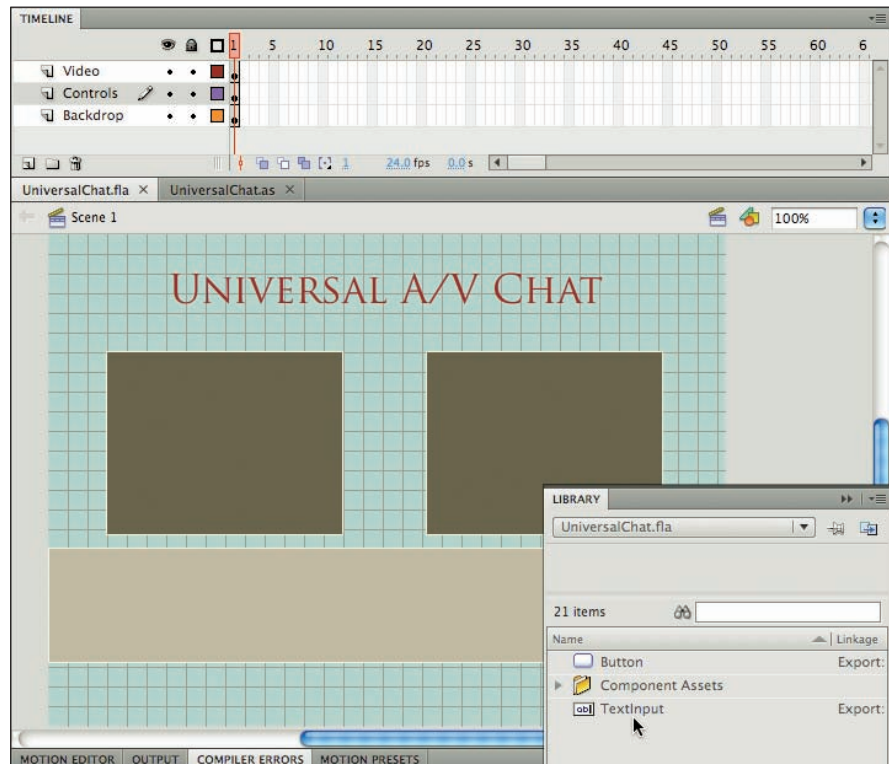 TIMELINE
1 5 10 15 20 25 30 35 40 45 50 55 60 6
Video
Controls
Backdrop
1 24.0 fps 0.0 s
UniversalChat.fla × UniversalChat.as ×
Scene 1 100%
UNIVERSAL A/V CHAT
LIBRARY
UniversalChat.fla
21 items
Name Linkage
Button Export:
Component Assets
abl TextInput Export:
MOTION EDITOR OUTPUT COMPILER ERRORS MOTION PRESETS